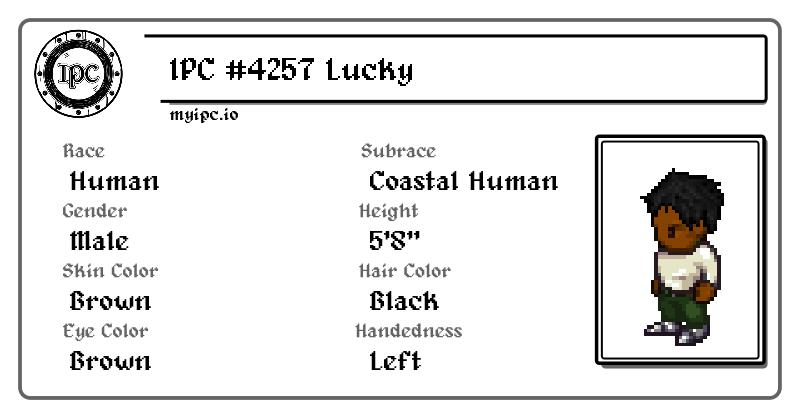 IPC
IPC #4257 Lucky
myipc.io
Race
Human
Subrace
Coastal Human
Gender
Male
Height
5'8"
Skin Color
Brown
Hair Color
Black
Eye Color
Brown
Handedness
Left